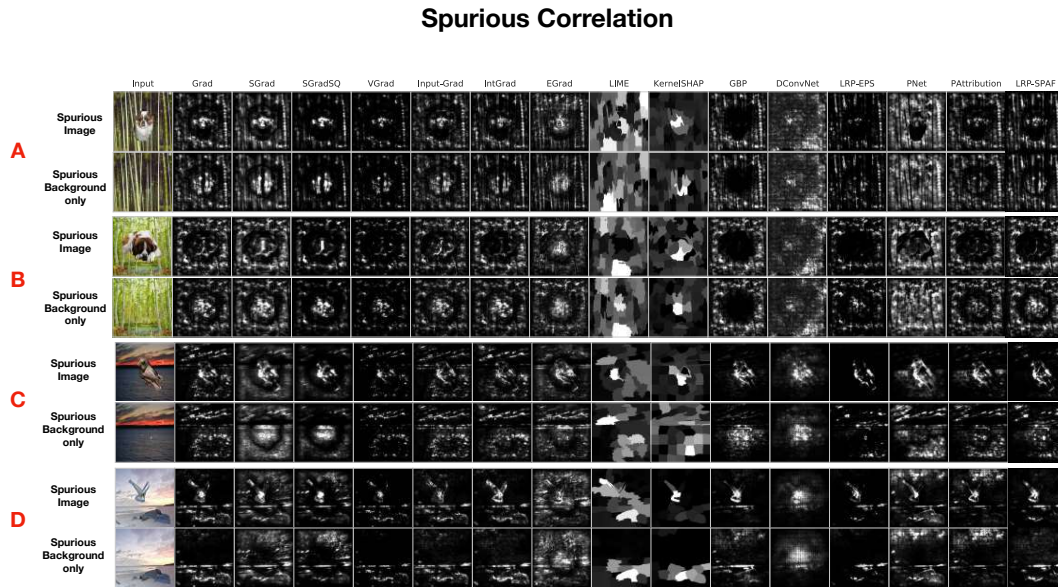 Spurious Correlation
Input Grad SGrad SGradSQ VGrad Input-Grad IntGrad EGrad LIME KernelSHAP GBP DConvNet LRP-EPS PNet PAttribution LRP-SPAF
A
Spurious
Image
Spurious
Background
only
B
Spurious
Image
Spurious
Background
only
C
Spurious
Image
Spurious
Background
only
D
Spurious
Image
Spurious
Background
only